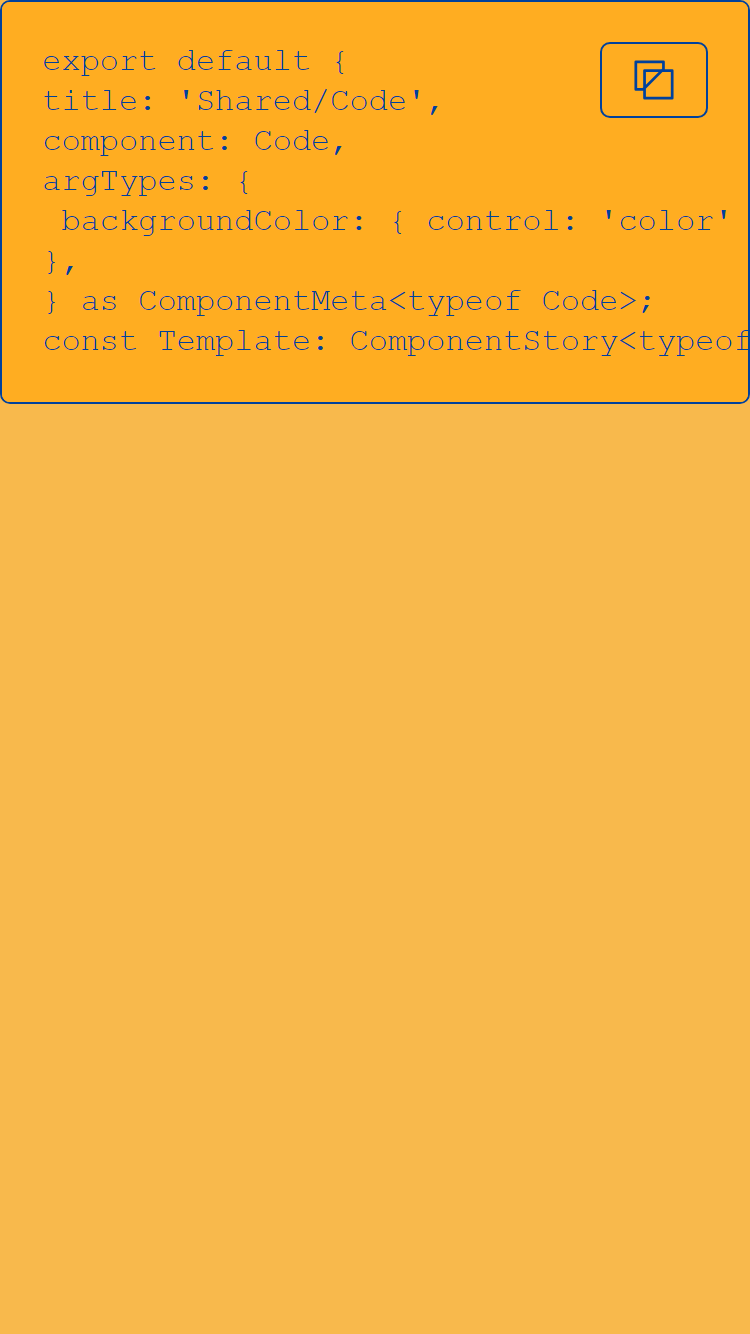 export default {
title: 'Shared/Code',
component: Code,
argTypes: {
 backgroundColor: { control: 'color'
},
} as ComponentMeta<typeof Code>;
const Template: ComponentStory<typeof